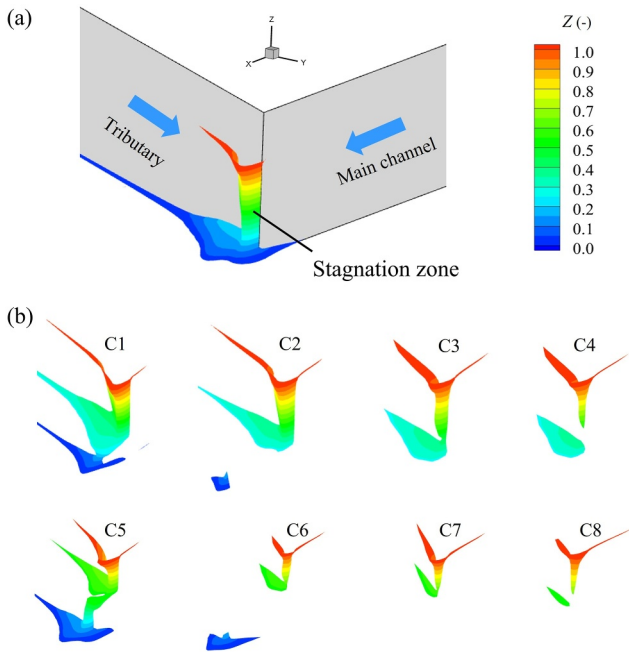 (a)
Z
X
Y
Z (-)
1.0
0.9
0.8
0.7
0.6
0.5
0.4
0.3
0.2
0.1
0.0
Tributary
Main channel
Stagnation zone
(b)
C1
C2
C3
C4
C5
C6
C7
C8